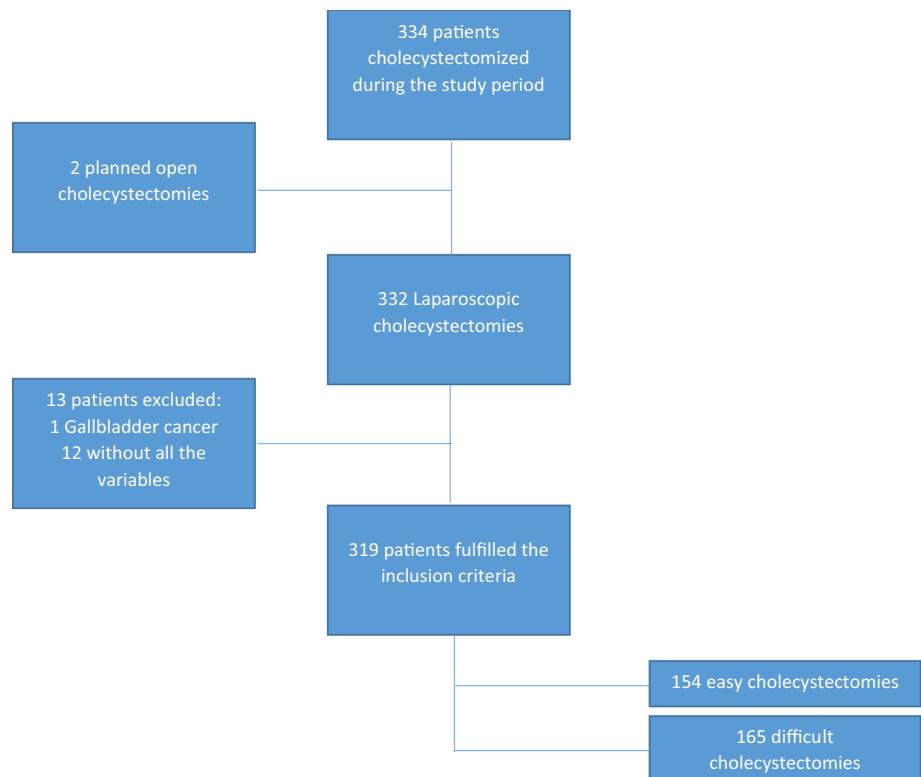 334 patients
cholecystectomized
during the study period
2 planned open
cholecystectomies
332 Laparoscopic
cholecystectomies
13 patients excluded:
1 Gallbladder cancer
12 without all the
variables
319 patients fulfilled the
inclusion criteria
154 easy cholecystectomies
165 difficult
cholecystectomies